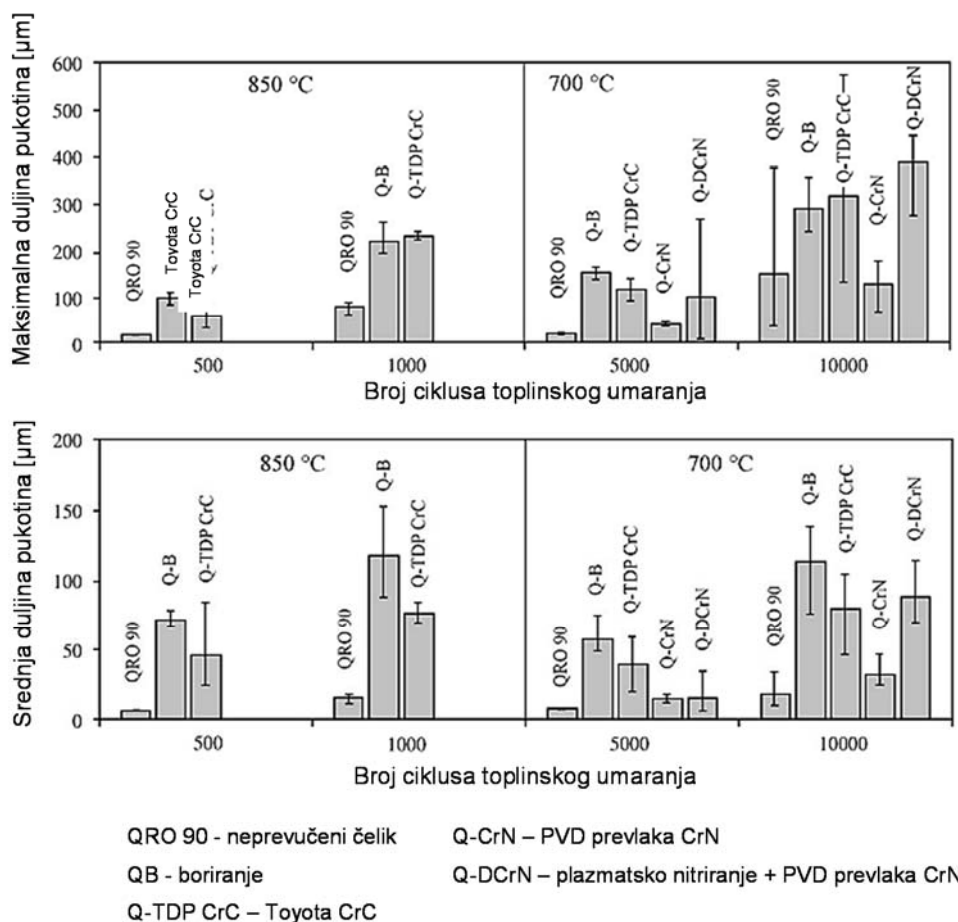 Maksimalna duljina pukotina [µm]
600
500
400
300
200
100
0
850 °C
700 °C
QRO 90
Toyota CrC
Toyota CrC
QRO 90
Q-B
Q-TDP CrC
QRO 90
Q-B
Q-TDP CrC
Q-CrN
Q-DCrN
QRO 90
Q-B
Q-TDP CrC
Q-CrN
Q-DCrN
500
1000
5000
10000
Broj ciklusa toplinskog umaranja
Srednja duljina pukotina [µm]
200
150
100
50
0
850 °C
700 °C
QRO 90
Q-B
Q-TDP CrC
QRO 90
Q-B
Q-TDP CrC
QRO 90
Q-B
Q-TDP CrC
Q-CrN
Q-DCrN
QRO 90
Q-B
Q-TDP CrC
Q-CrN
Q-DCrN
500
1000
5000
10000
Broj ciklusa toplinskog umaranja
QRO 90 - neprevučeni čelik
Q-CrN – PVD prevlaka CrN
QB - boriranje
Q-DCrN – plazmatsko nitriranje + PVD prevlaka CrN
Q-TDP CrC – Toyota CrC